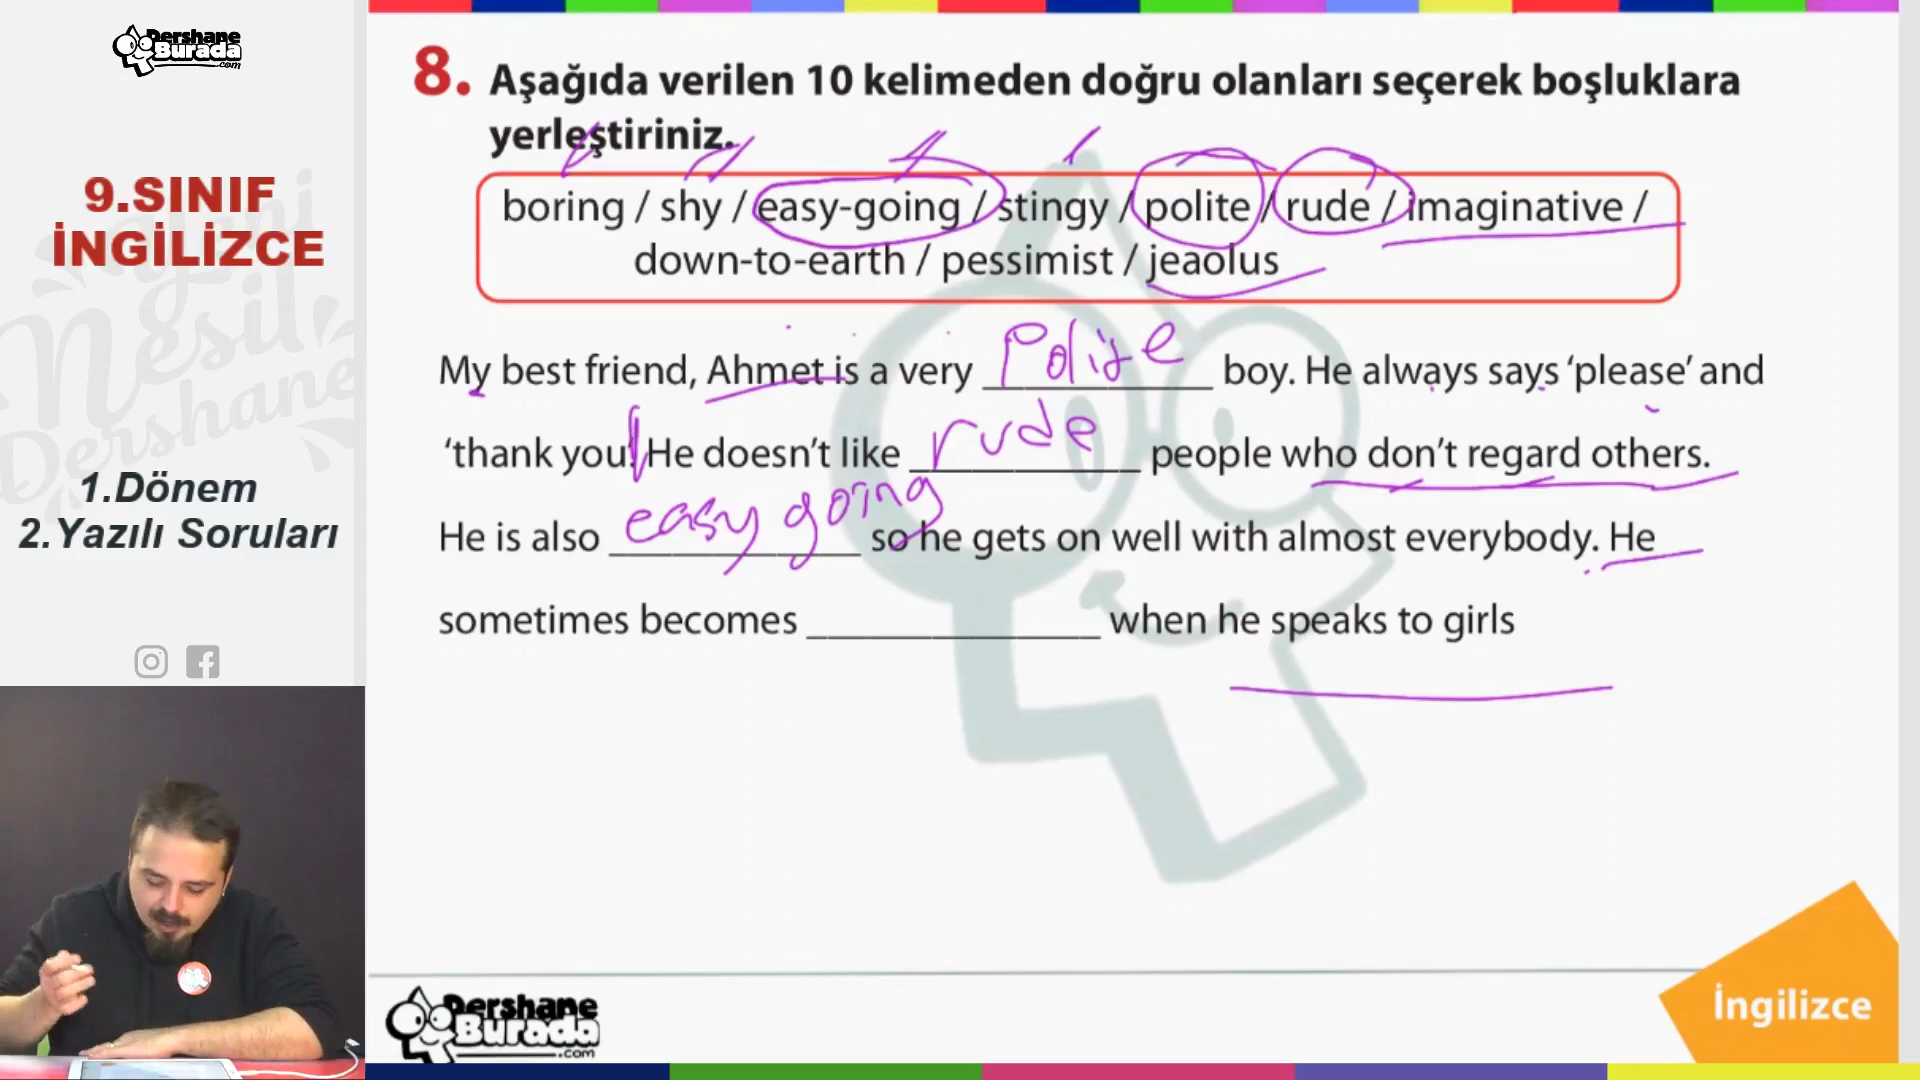 Dershane
Burada
.com
9.SINIF
İNGİLİZCE
Yeni
Nesil
Dershane
1.Dönem
2.Yazılı Soruları
8. Aşağıda verilen 10 kelimeden doğru olanları seçerek boşluklara
yerleştiriniz.
boring / shy / easy-going / stingy / polite / rude / imaginative /
down-to-earth / pessimist / jeaolus
My best friend, Ahmet is a very polite boy. He always says ‘please’ and
‘thank you’. He doesn’t like rude people who don’t regard others.
He is also easy going so he gets on well with almost everybody. He
sometimes becomes ______________ when he speaks to girls
Dershane
Burada
.com
İngilizce